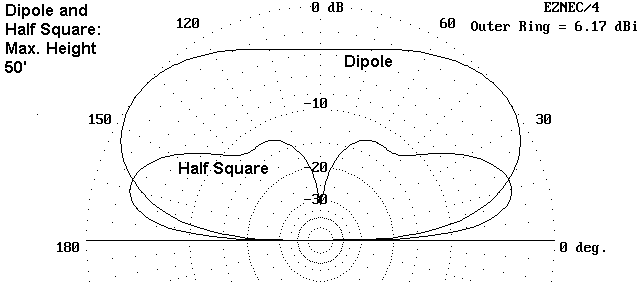 Dipole and
Half Square:
Max. Height
50'
0 dB
EZNEC/4
Outer Ring = 6.17 dBi
120
60
Dipole
-10
150
30
Half Square
-20
-30
180
0 deg.